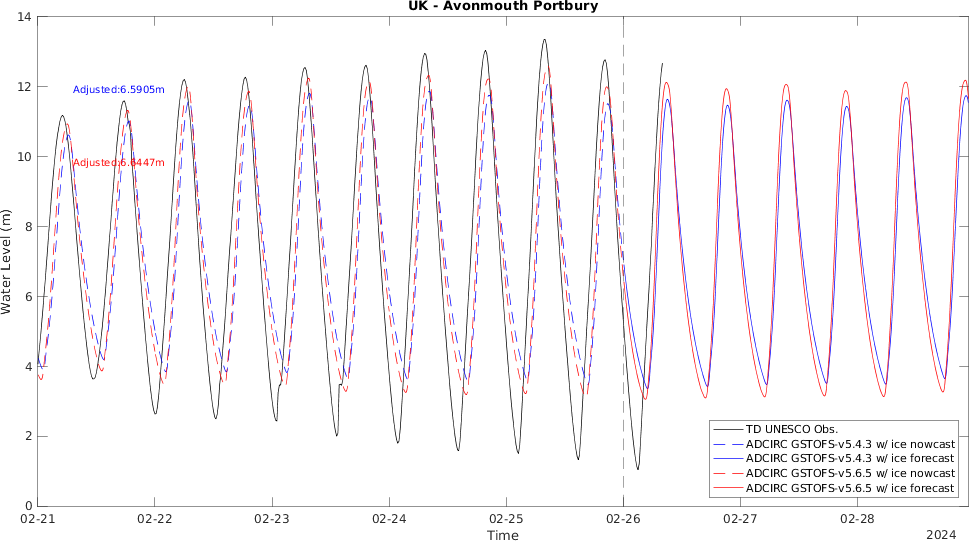 UK - Avonmouth Portbury
14
12
10
8
6
4
2
0
Water Level (m)
Adjusted:6.5905m
Adjusted:6.6447m
TD UNESCO Obs.
ADCIRC GSTOFS-v5.4.3 w/ ice nowcast
ADCIRC GSTOFS-v5.4.3 w/ ice forecast
ADCIRC GSTOFS-v5.6.5 w/ ice nowcast
ADCIRC GSTOFS-v5.6.5 w/ ice forecast
02-21 02-22 02-23 02-24 02-25 02-26 02-27 02-28
Time
2024